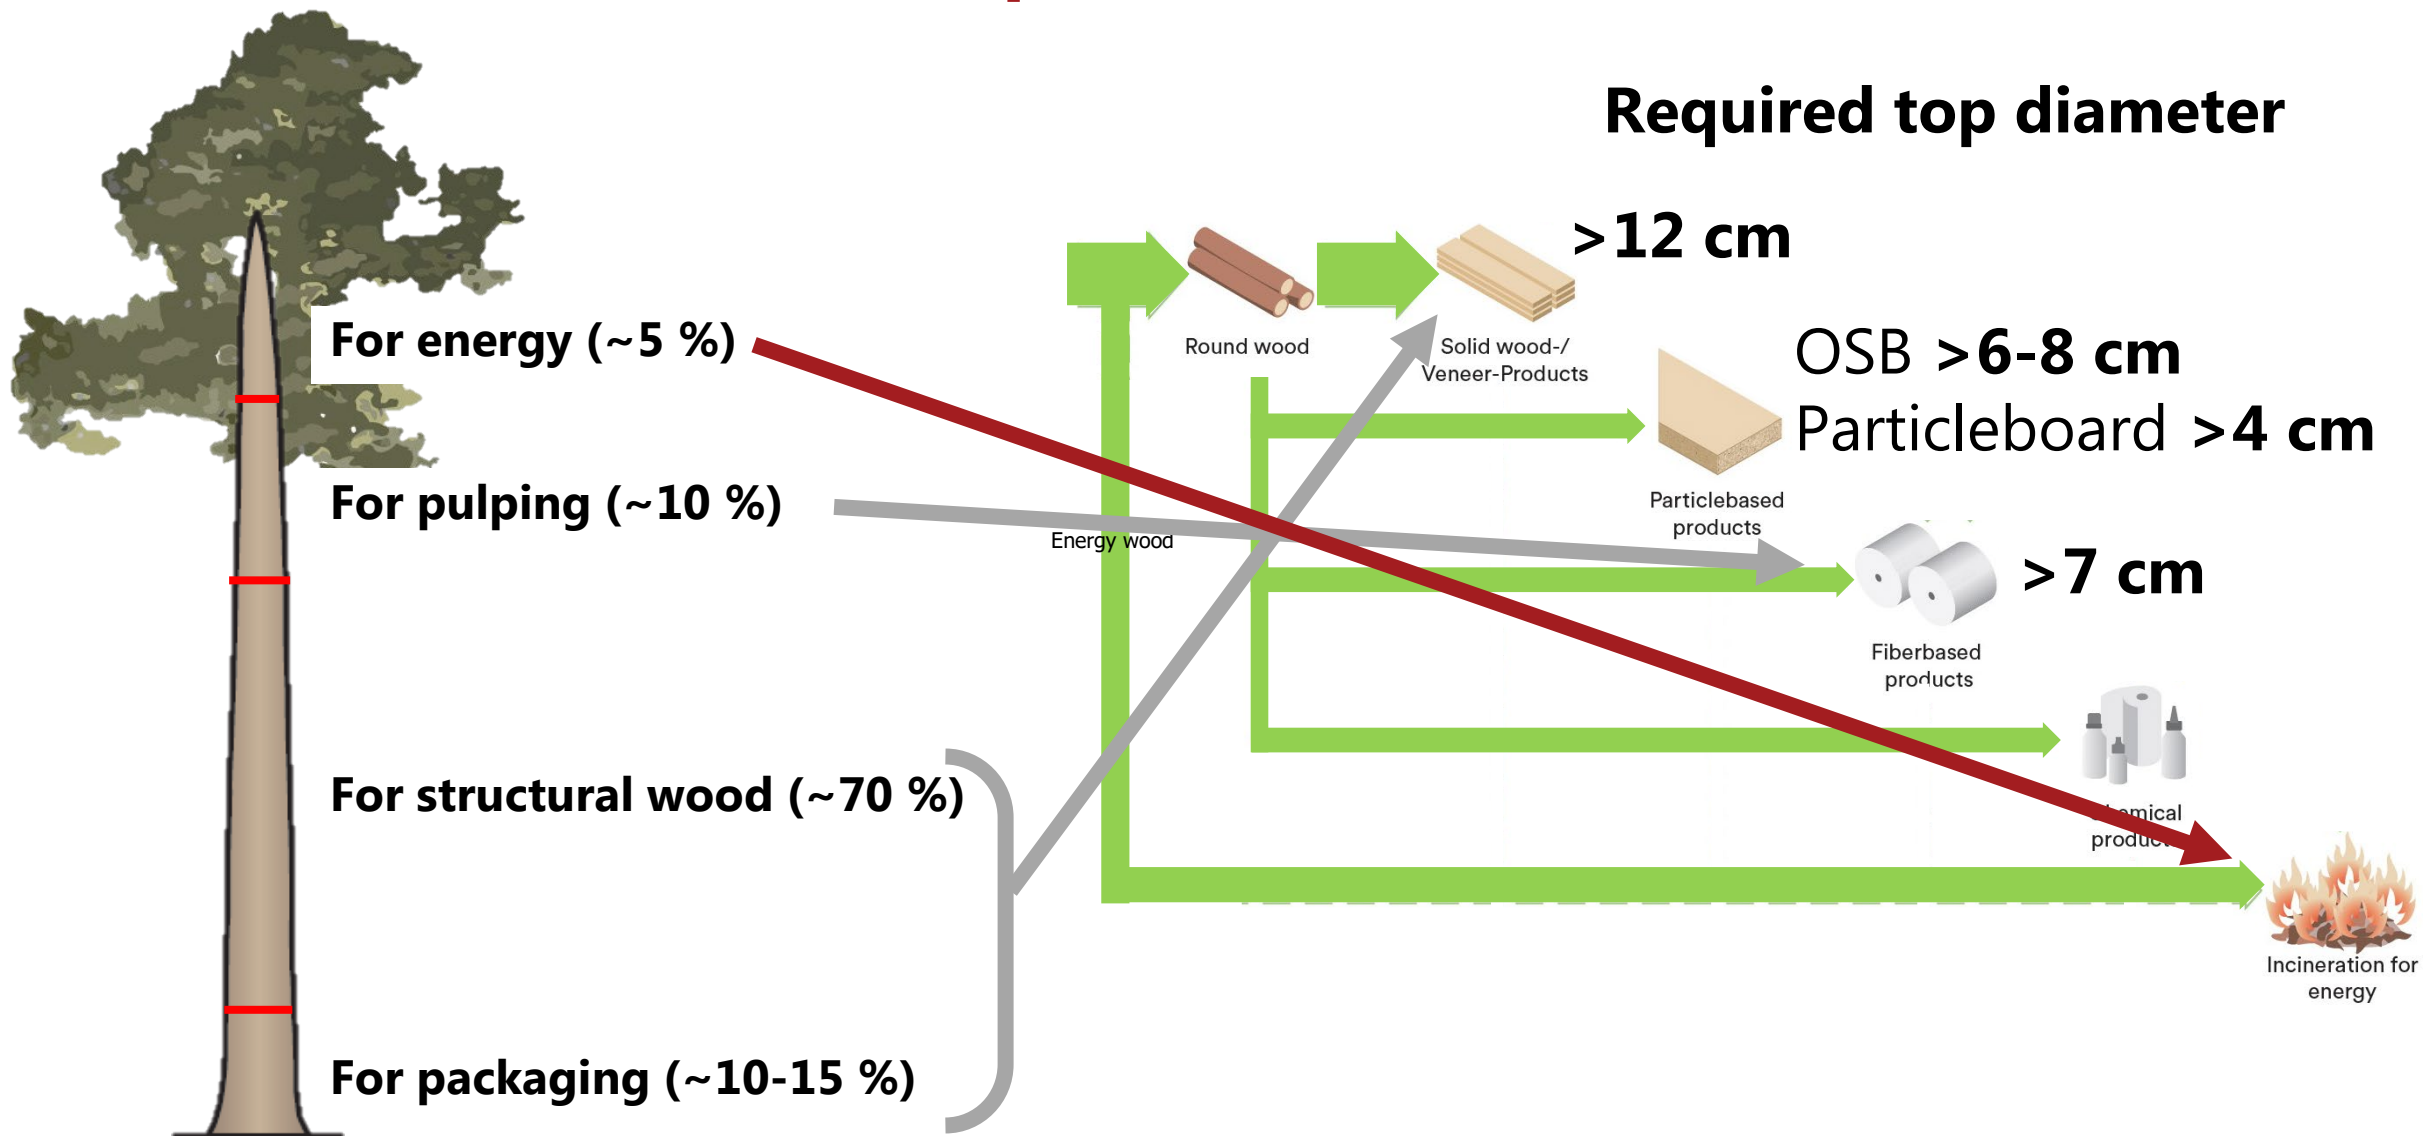 Required top diameter
>12 cm
Round wood
Solid wood-/
Veneer-Products
For energy (~5 %)
OSB >6-8 cm
Particleboard >4 cm
Particlebased
products
For pulping (~10 %)
Energy wood
>7 cm
Fiberbased
products
For structural wood (~70 %)
Chemical
products
Incineration for
energy
For packaging (~10-15 %)